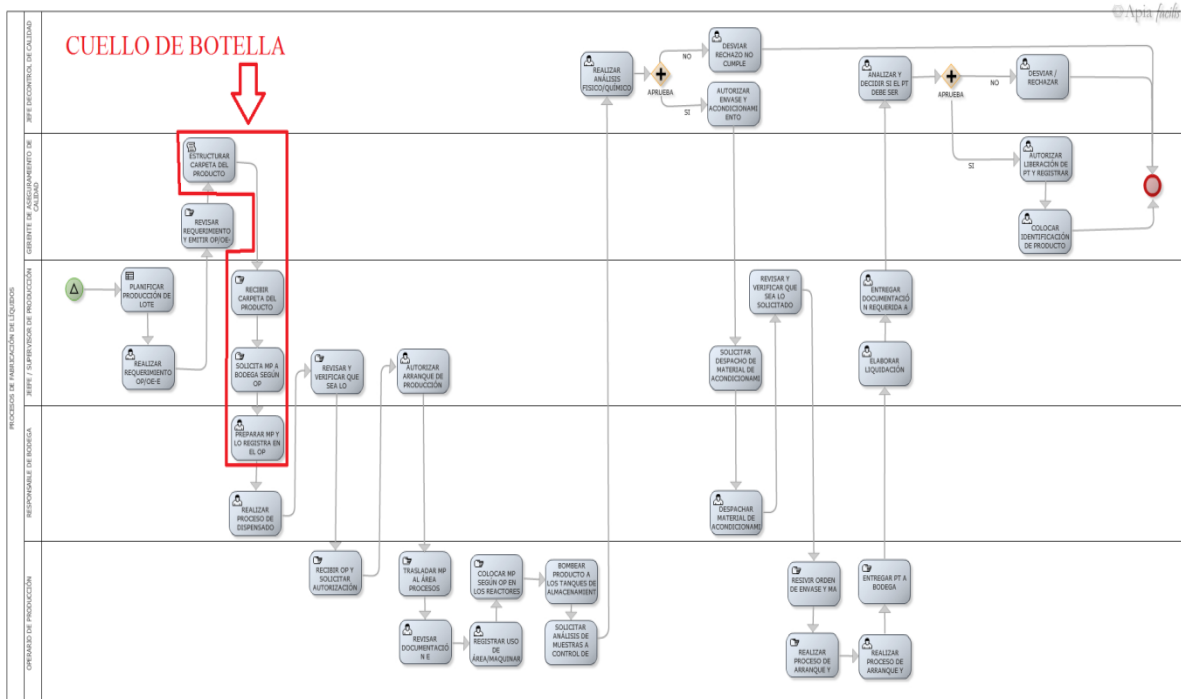 ©Apia facilis
CUELLO DE BOTELLA
PROCESOS DE FABRICACIÓN DE LÍQUIDOS
JEFE DECONTROL DE CALIDAD
REALIZAR
ANÁLISIS
FISICO/QUÍMICO
APRUEBA
NO
DESVIAR
RECHAZO NO
CUMPLE
SI
AUTORIZAR
ENVASE Y
ACONDICIONAMI
ENTO
ANALIZAR Y
DECIDIR SI EL PT
DEBE SER
APRUEBA
NO
DESVIAR /
RECHAZAR
SI
GERENTE DE ASEGURAMIENTO DE
CALIDAD
ESTRUCTURAR
CARPETA DEL
PRODUCTO
REVISAR
REQUERIMIENTO
Y EMITIR OP/OE-
AUTORIZAR
LIBERACIÓN DE
PT Y REGISTRAR
COLOCAR
IDENTIFICACIÓN
DE PRODUCTO
JEEFE / SUPERVISOR DE PRODUCCIÓN
PLANIFICAR
PRODUCCIÓN DE
LOTE
REALIZAR
REQUERIMIENTO
OP/OE-E
RECIBIR
CARPETA DEL
PRODUCTO
SOLICITA MP A
BODEGA SEGÚN
OP
REVISAR Y
VERIFICAR QUE
SEA LO
AUTORIZAR
ARRANQUE DE
PRODUCCIÓN
SOLICITAR
DESPACHO DE
MATERIAL DE
ACONDICIONAMI
REVISAR Y
VERIFICAR QUE
SEA LO
SOLICITADO
ENTREGAR
DOCUMENTACIÓ
N REQUERIDA A
ELABORAR
LIQUIDACIÓN
RESPONSABLE DE BODEGA
PREPARAR MP Y
LO REGISTRA EN
EL OP
REALIZAR
PROCESO DE
DISPENSADO
DESPACHAR
MATERIAL DE
ACONDICIONAMI
OPERARIO DE PRODUCCIÓN
RECIBIR OP Y
SOLICITAR
AUTORIZACIÓN
TRASLADAR MP
AL ÁREA
PROCESOS
REVISAR
DOCUMENTACIÓ
N E
COLOCAR MP
SEGÚN OP EN
LOS REACTORES
REGISTRAR USO
DE
ÁREA/MAQUINAR
BOMBEAR
PRODUCTO A
LOS TANQUES DE
ALMACENAMIENT
SOLICITAR
ANÁLISIS DE
MUESTRAS A
CONTROL DE
RESIVIR ORDEN
DE ENVASE Y MA
REALIZAR
PROCESO DE
ARRANQUE Y
ENTREGAR PT A
BODEGA
REALIZAR
PROCESO DE
ARRANQUE Y